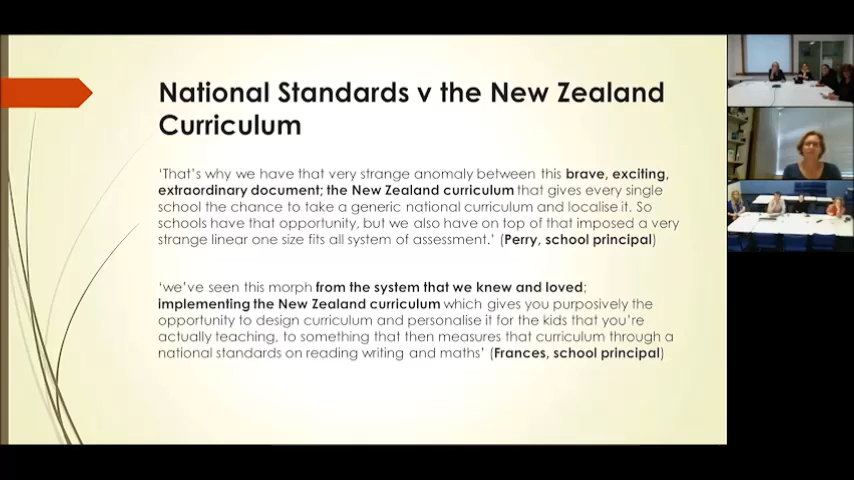 National Standards v the New Zealand
Curriculum
‘That’s why we have that very strange anomaly between this brave, exciting,
extraordinary document; the New Zealand curriculum that gives every single
school the chance to take a generic national curriculum and localise it. So
schools have that opportunity, but we also have on top of that imposed a very
strange linear one size fits all system of assessment.’ (Perry, school principal)
‘we’ve seen this morph from the system that we knew and loved;
implementing the New Zealand curriculum which gives you purposively the
opportunity to design curriculum and personalise it for the kids that you’re
actually teaching, to something that then measures that curriculum through a
national standards on reading writing and maths’ (Frances, school principal)